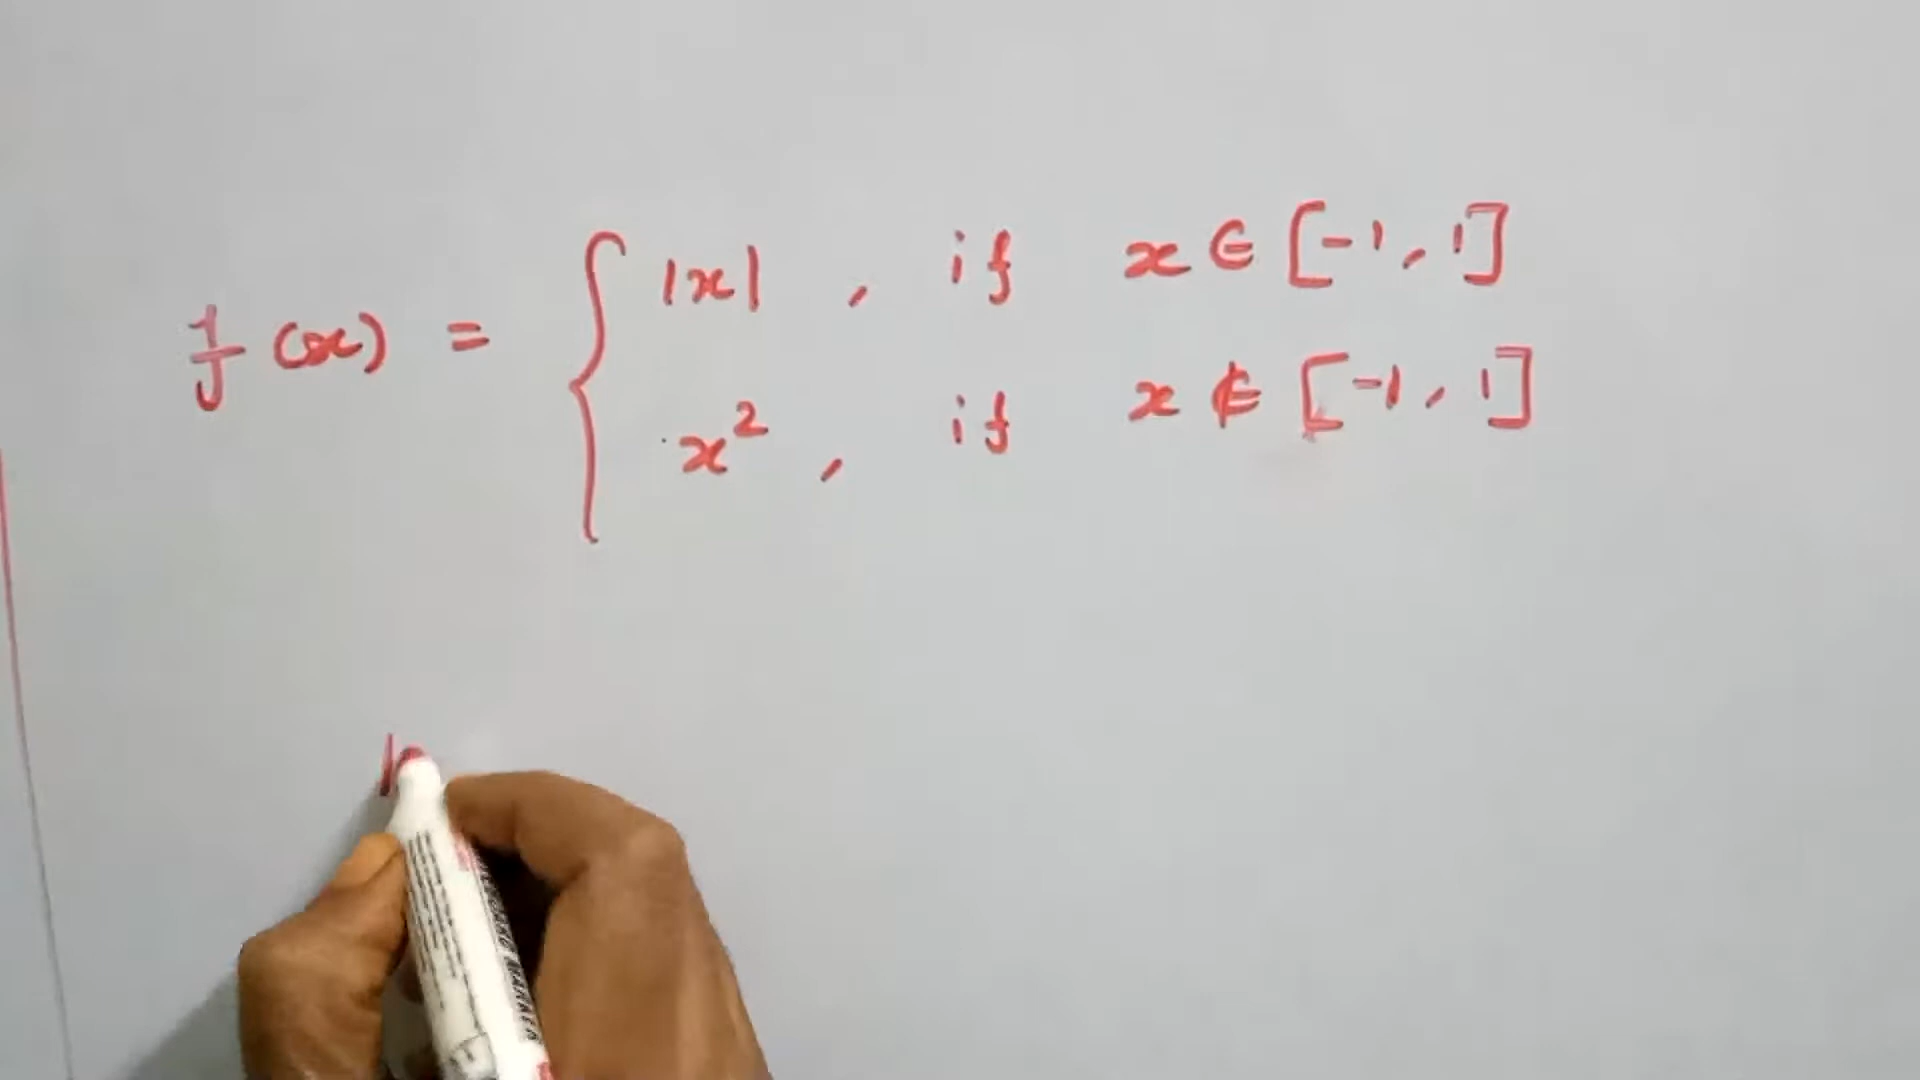 f(x) = { |x| , if x ∈ [-1, 1]
x² , if x ∉ [-1, 1]